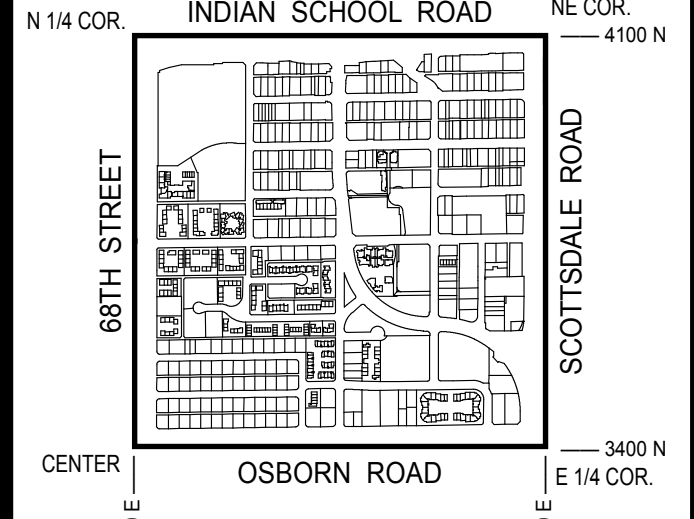 INDIAN SCHOOL ROAD
NE COR.
N 1/4 COR.
4100 N
68TH STREET
SCOTTSDALE ROAD
3400 N
CENTER
OSBORN ROAD
E 1/4 COR.
E
E